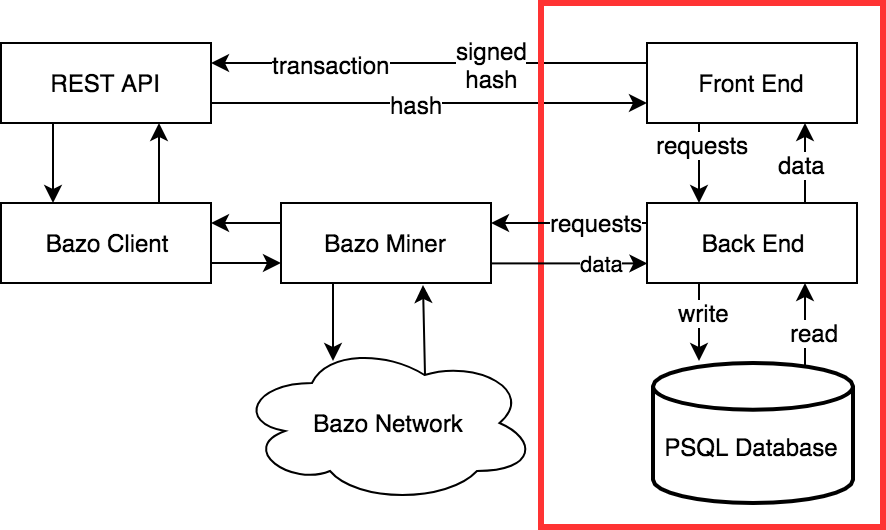 REST API
transaction
signed
hash
hash
Front End
requests
data
Bazo Client
Bazo Miner
requests
data
Back End
write
read
Bazo Network
PSQL Database